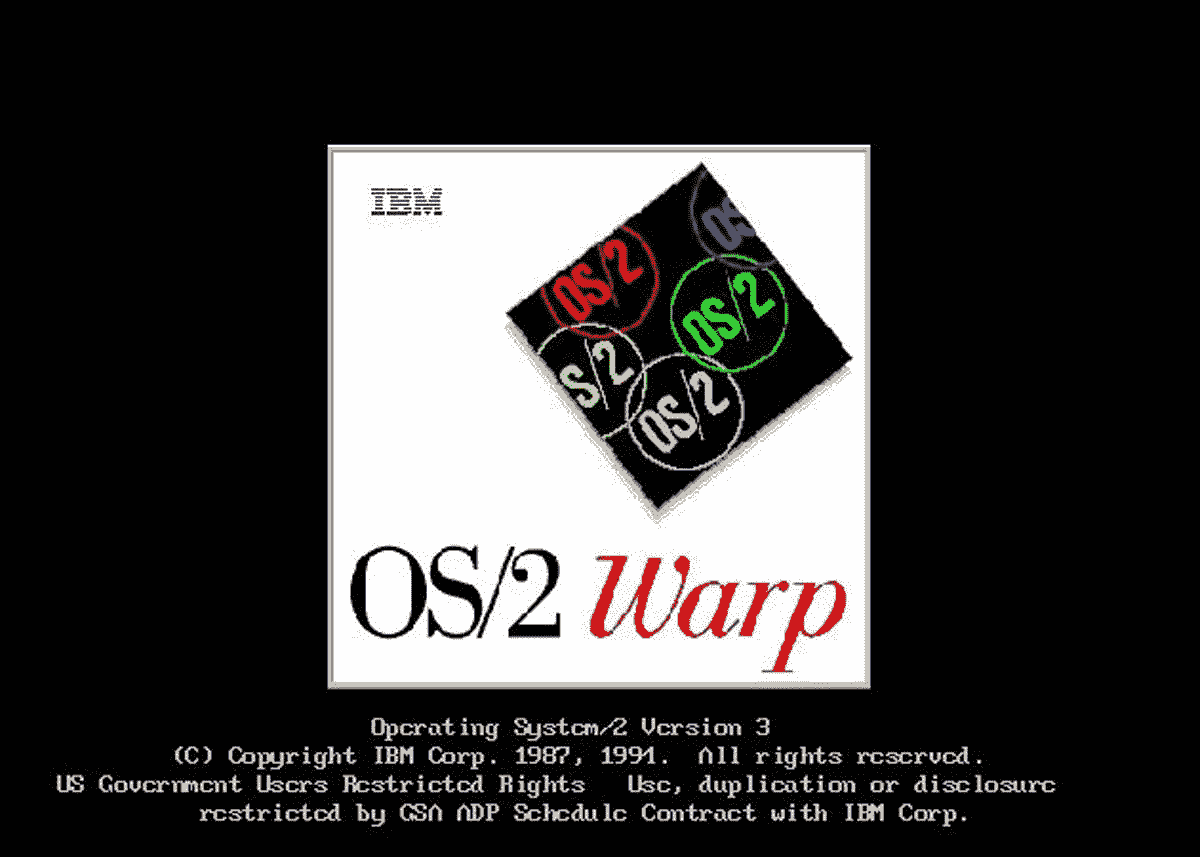 IBM
OS
OS/2
OS/2
S/2
OS/2
OS/2 Warp
Operating System/2 Version 3
(C) Copyright IBM Corp. 1987, 1994.  All rights reserved.
US Government Users Restricted Rights   Use, duplication or disclosure
restricted by GSA ADP Schedule Contract with IBM Corp.